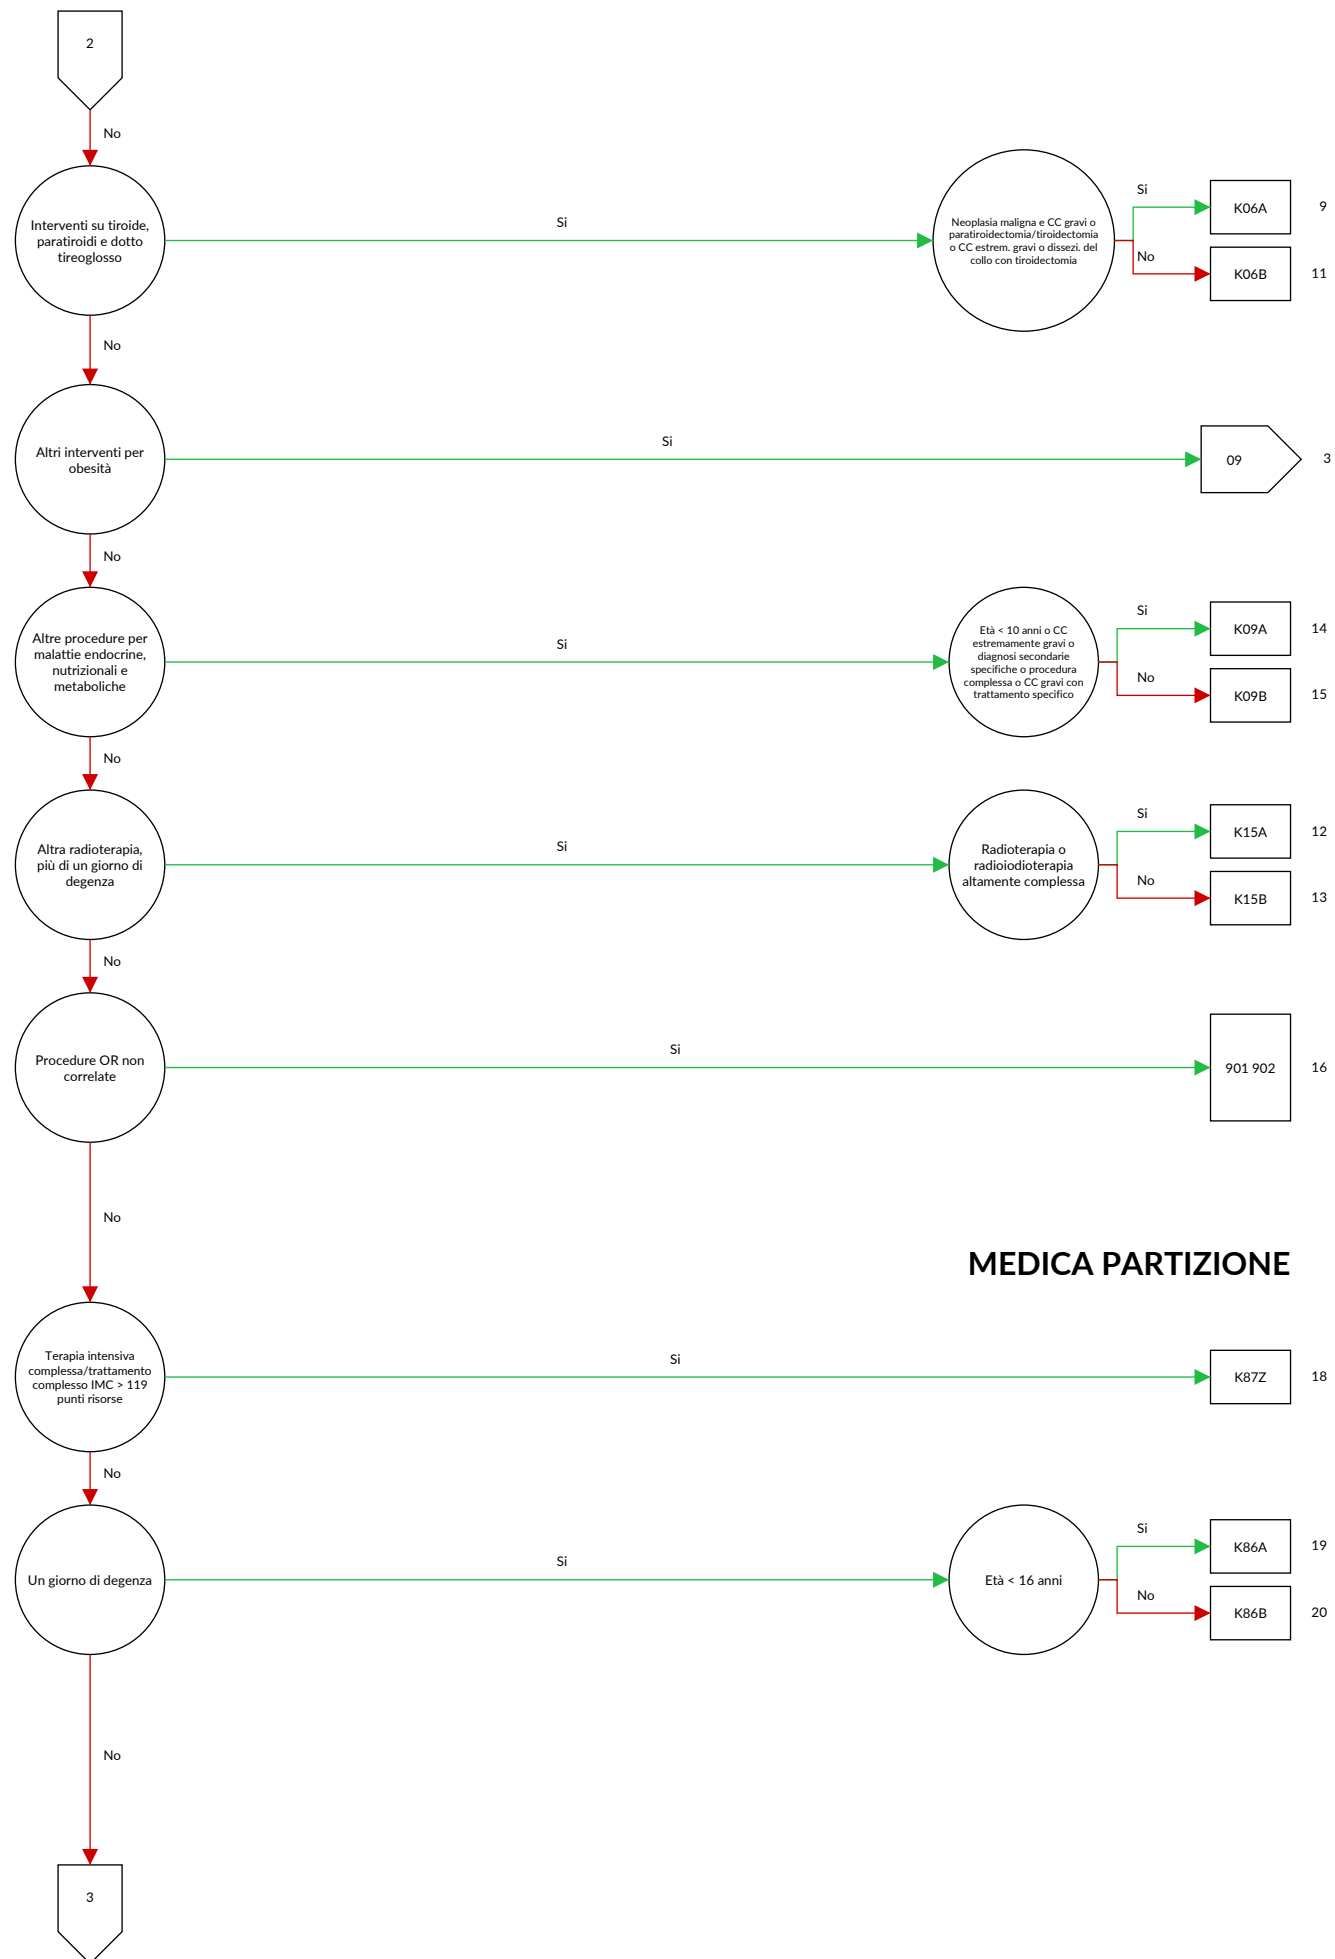 2
No
Interventi su tiroide,
paratiroidi e dotto
tireoglosso
Si
Neoplasia maligna e CC gravi o
paratiroidectomia/tiroidectomia
o CC estrem. gravi o dissezi. del
collo con tiroidectomia
Si
K06A
9
No
K06B
11
No
Altri interventi per
obesità
Si
09
3
No
Altre procedure per
malattie endocrine,
nutrizionali e
metaboliche
Si
Età < 10 anni o CC
estremamente gravi o
diagnosi secondarie
specifiche o procedura
complessa o CC gravi con
trattamento specifico
Si
K09A
14
No
K09B
15
No
Altra radioterapia,
più di un giorno di
degenza
Si
Radioterapia o
radioiodioterapia
altamente complessa
Si
K15A
12
No
K15B
13
No
Procedure OR non
correlate
Si
901 902
16
No
MEDICA PARTIZIONE
Terapia intensiva
complessa/trattamento
complesso IMC > 119
punti risorse
Si
K87Z
18
No
Un giorno di degenza
Si
Età < 16 anni
Si
K86A
19
No
K86B
20
No
3